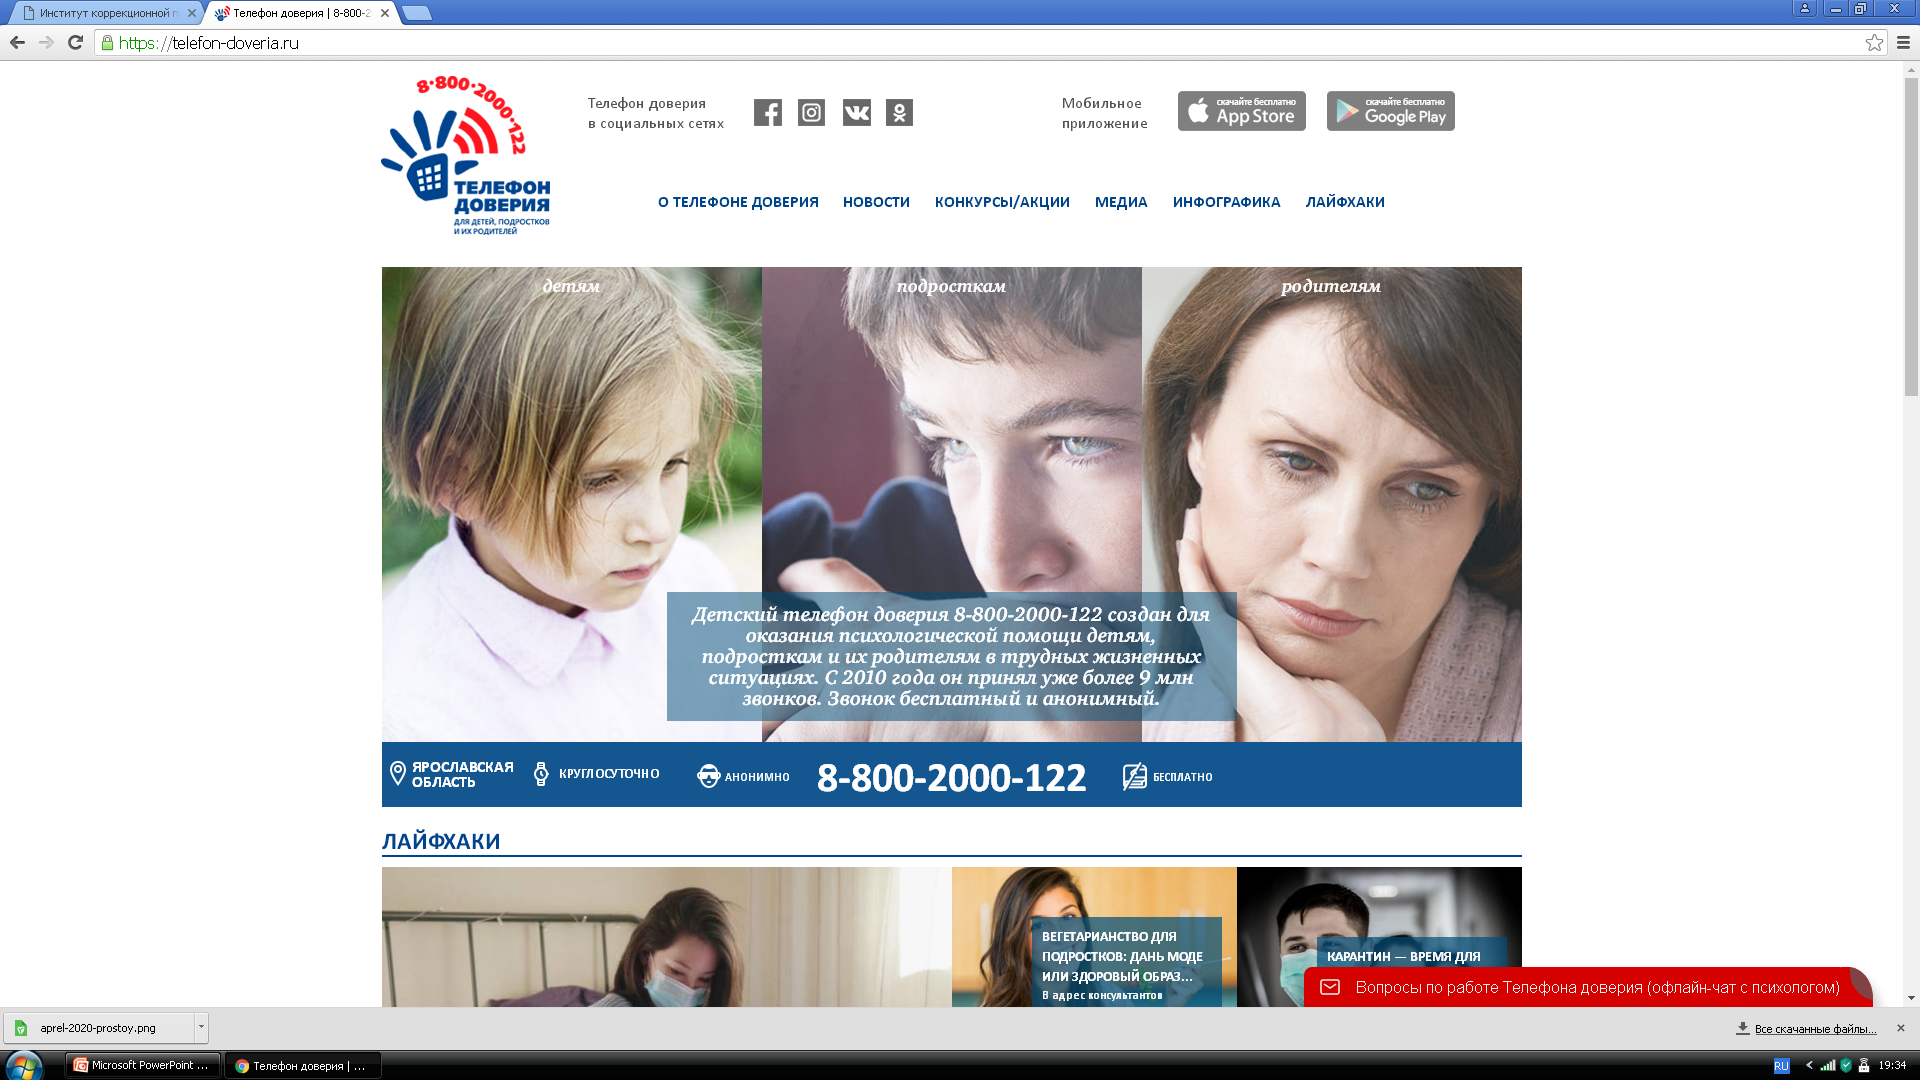 Институт коррекционной п
Телефон доверия | 8-800-2
https://telefon-doveria.ru
8-800-2000-122
ТЕЛЕФОН
ДОВЕРИЯ
ДЛЯ ДЕТЕЙ, ПОДРОСТКОВ
И ИХ РОДИТЕЛЕЙ
Телефон доверия
в социальных сетях
Мобильное
приложение
скачайте бесплатно
App Store
скачайте бесплатно
Google Play
О ТЕЛЕФОНЕ ДОВЕРИЯ НОВОСТИ КОНКУРСЫ/АКЦИИ МЕДИА ИНФОГРАФИКА ЛАЙФХАКИ
детям
подросткам
родителям
Детский телефон доверия 8-800-2000-122 создан для
оказания психологической помощи детям,
подросткам и их родителям в трудных жизненных
ситуациях. С 2010 года он принял уже более 9 млн
звонков. Звонок бесплатный и анонимный.
ЯРОСЛАВСКАЯ
ОБЛАСТЬ
КРУГЛОСУТОЧНО
АНОНИМНО
8-800-2000-122
БЕСПЛАТНО
ЛАЙФХАКИ
ВЕГЕТАРИАНСТВО ДЛЯ
ПОДРОСТКОВ: ДАНЬ МОДЕ
ИЛИ ЗДОРОВЫЙ ОБРАЗ...
В адрес консультантов
КАРАНТИН — ВРЕМЯ ДЛЯ
Вопросы по работе Телефона доверия (офлайн-чат с психологом)
aprel-2020-prostoy.png
Все скачанные файлы...
Microsoft PowerPoint ...
Телефон доверия | ...
RU
19:34